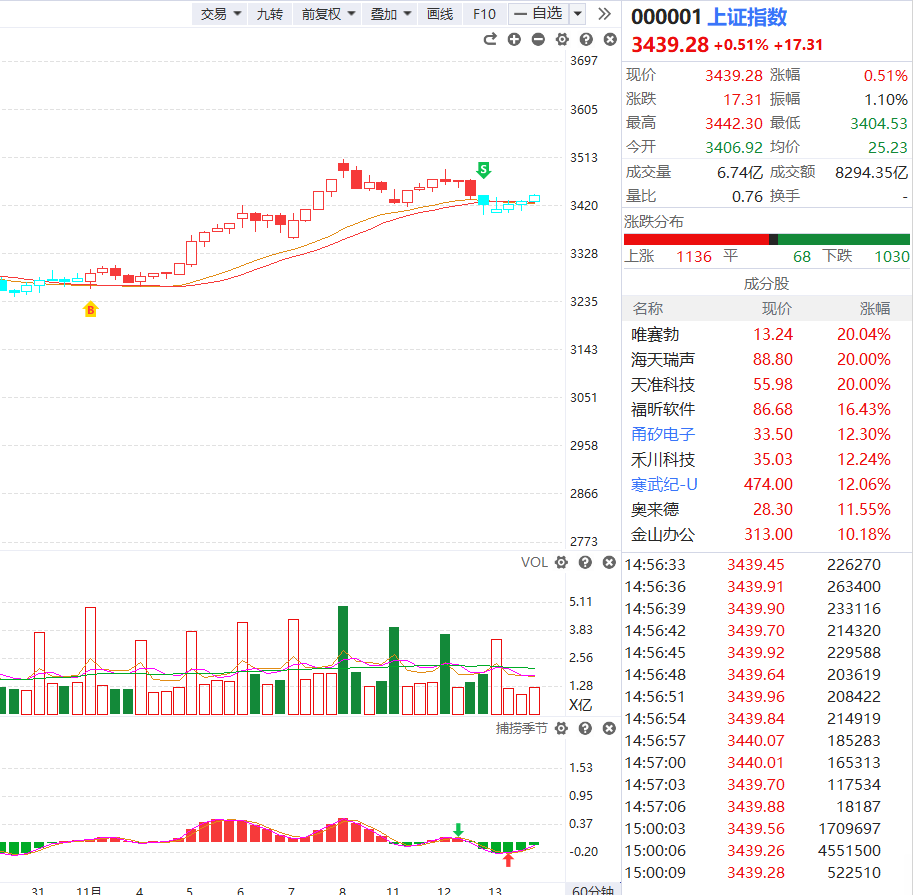 交易 九转 前复权 叠加 画线 F10 一 自选
000001 上证指数
3439.28 +0.51% +17.31
现价 3439.28 涨幅 0.51%
涨跌 17.31 振幅 1.10%
最高 3442.30 最低 3404.53
今开 3406.92 均价 25.23
成交量 6.74亿 成交额 8294.35亿
量比 0.76 换手 -
涨跌分布
上涨 1136 平 68 下跌 1030
成分股
名称 现价 涨幅
唯赛勃 13.24 20.04%
海天瑞声 88.80 20.00%
天准科技 55.98 20.00%
福昕软件 86.68 16.43%
甬矽电子 33.50 12.30%
禾川科技 35.03 12.24%
寒武纪-U 474.00 12.06%
奥来德 28.30 11.55%
金山办公 313.00 10.18%
14:56:33 3439.45 226270
14:56:36 3439.91 263400
14:56:39 3439.90 233116
14:56:42 3439.70 214320
14:56:45 3439.92 229588
14:56:48 3439.64 203619
14:56:51 3439.96 208422
14:56:54 3439.84 214919
14:56:57 3440.07 185283
14:57:00 3440.01 165313
14:57:03 3439.70 117534
14:57:06 3439.88 18187
15:00:03 3439.56 1709697
15:00:06 3439.26 4551500
15:00:09 3439.28 522510
3697
3605
3513
3420
3328
3235
3143
3051
2958
2866
2773
S
B
VOL
5.11
3.83
2.56
1.28
X亿
捕捞季节
1.53
0.95
0.37
-0.20
31 11月 4 5 6 7 8 11 12 13 60分钟